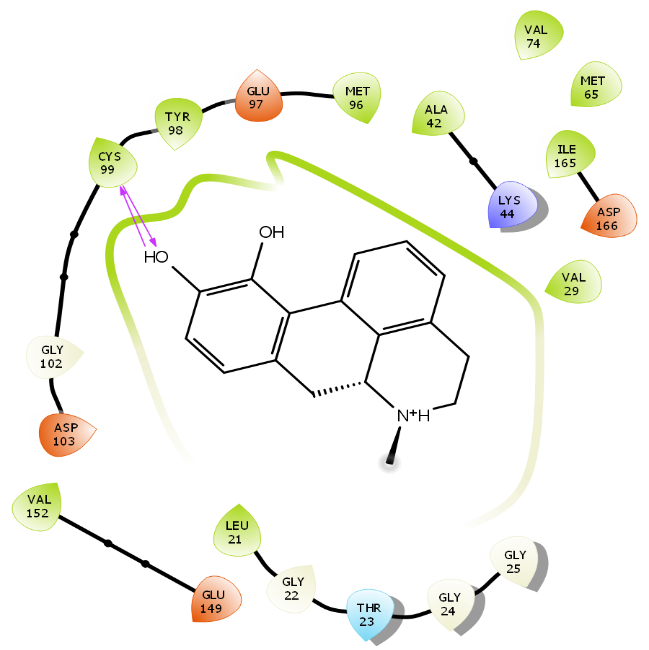 VAL
74
MET
65
GLU
97
MET
96
TYR
98
ALA
42
CYS
99
ILE
165
LYS
44
ASP
166
OH
HO
VAL
29
GLY
102
ASP
103
N+H
VAL
152
LEU
21
GLY
25
GLY
22
GLU
149
THR
23
GLY
24